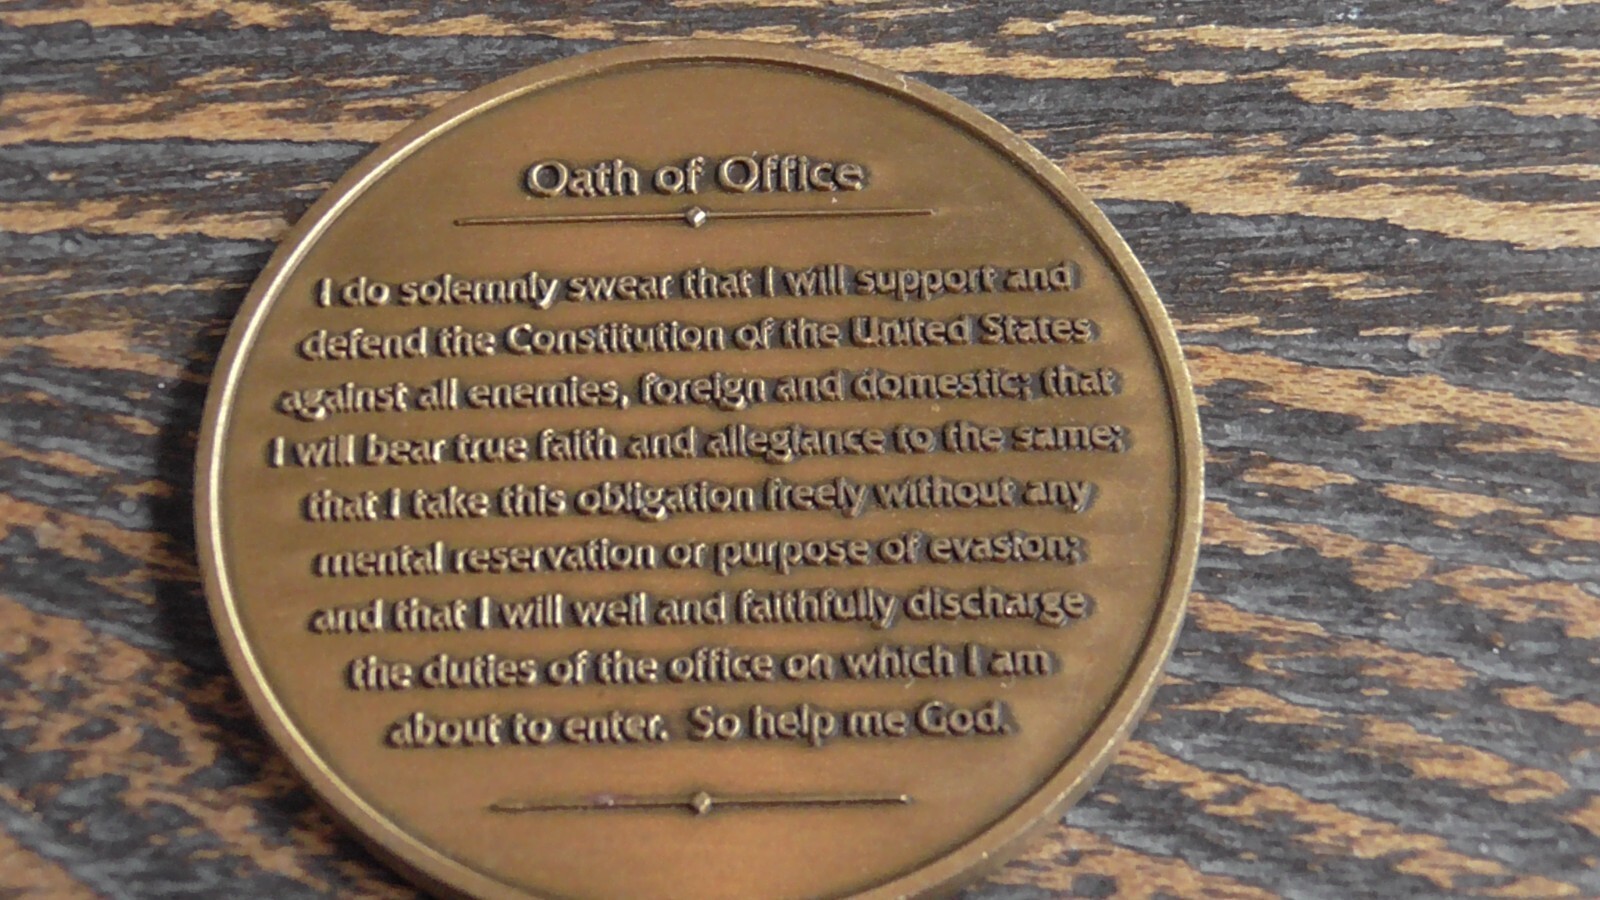 Oath of Office
I do solemnly swear that I will support and
defend the Constitution of the United States
against all enemies, foreign and domestic; that
I will bear true faith and allegiance to the same;
that I take this obligation freely without any
mental reservation or purpose of evasion;
and that I will well and faithfully discharge
the duties of the office on which I am
about to enter. So help me God.